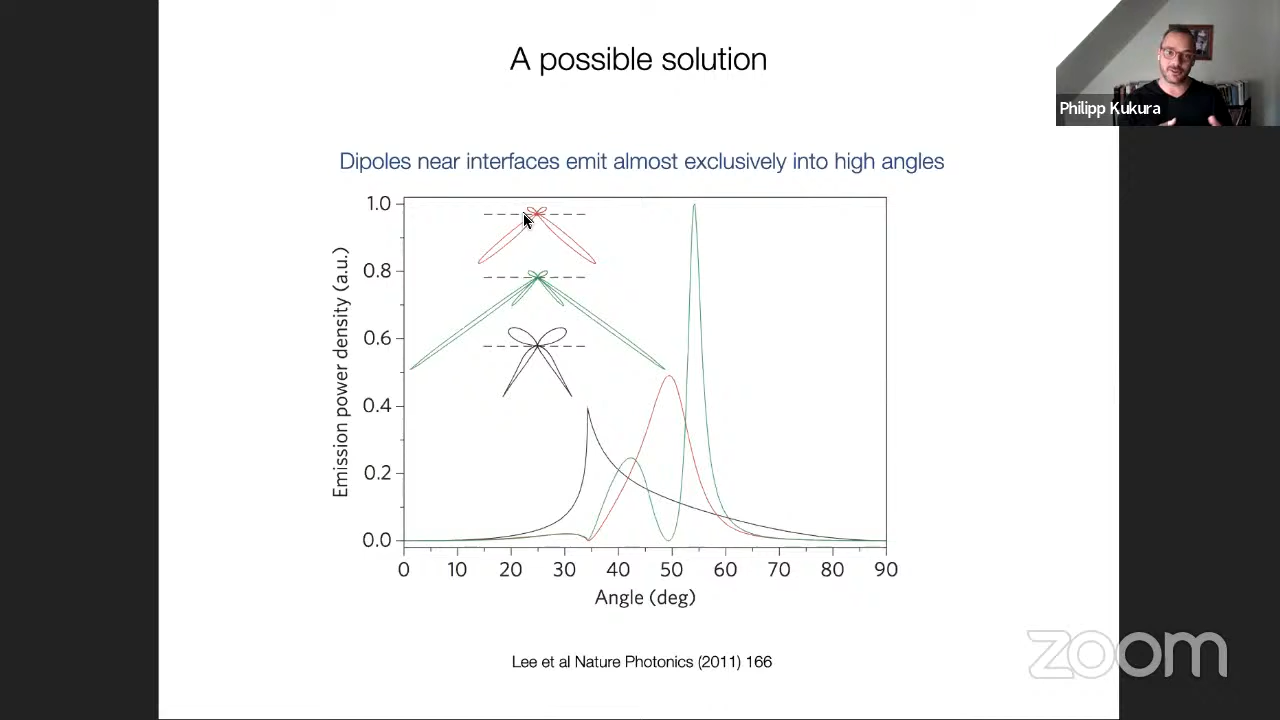 A possible solution
Philipp Kukura
Dipoles near interfaces emit almost exclusively into high angles
Emission power density (a.u.)
1.0
0.8
0.6
0.4
0.2
0.0
0 10 20 30 40 50 60 70 80 90
Angle (deg)
Lee et al Nature Photonics (2011) 166
zoom